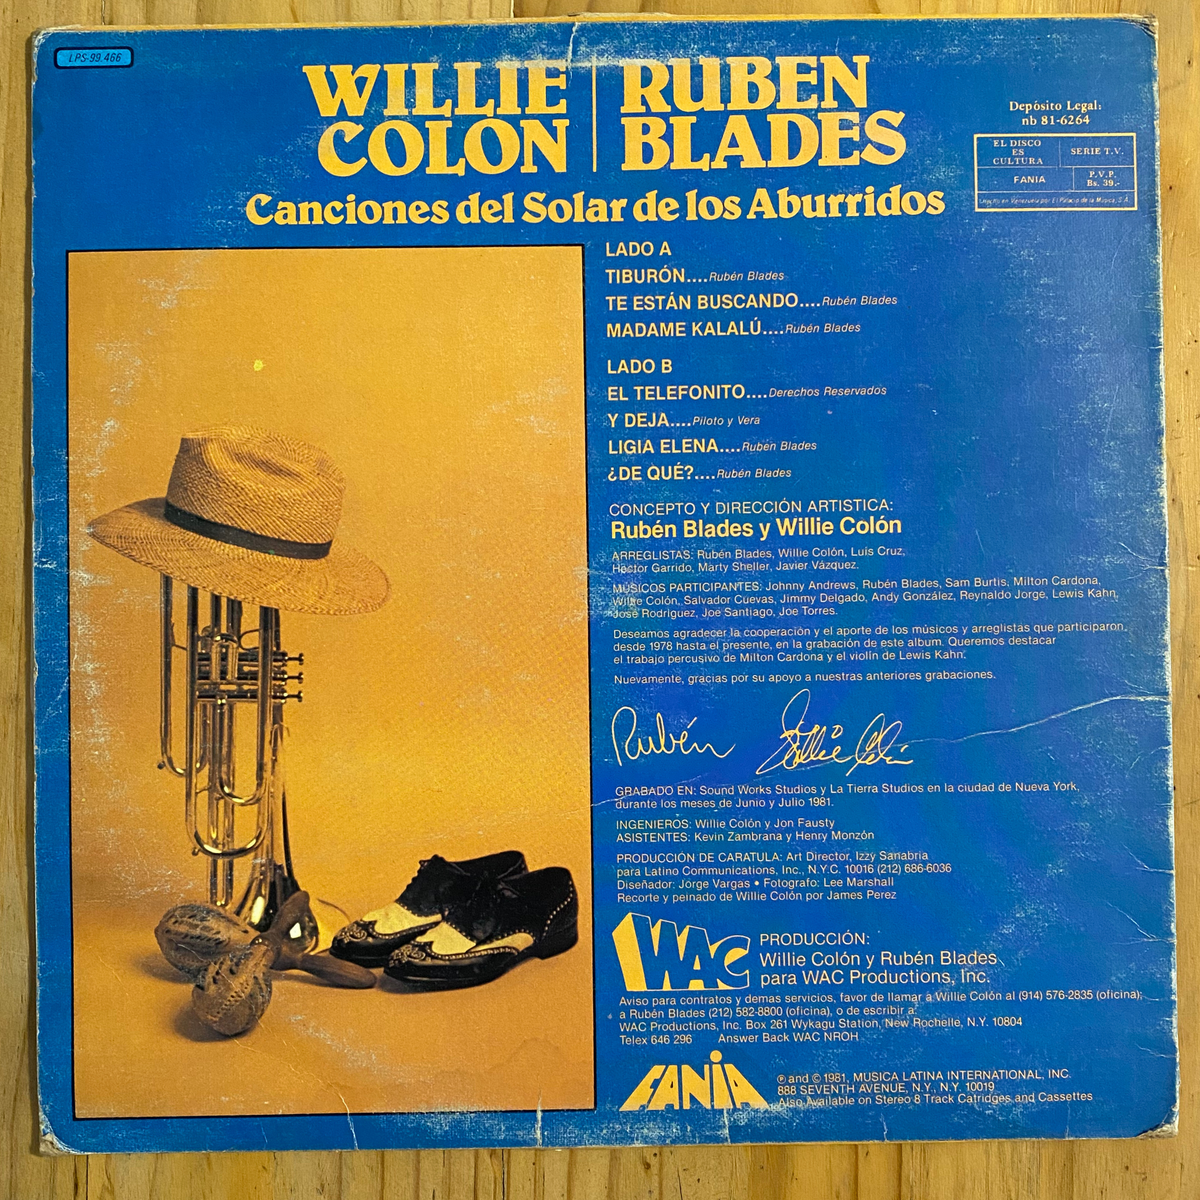 LPS-99.466
WILLIE COLON
RUBEN BLADES
Canciones del Solar de los Aburridos
Depósito Legal:
nb 81-6264
EL DISCO ES CULTURA
SERIE T.V.
FANIA
P.V.P. Bs. 39.-
Hecho en Venezuela por El Palacio de la Música, S.A.
LADO A
TIBURÓN....Rubén Blades
TE ESTÁN BUSCANDO....Rubén Blades
MADAME KALALÚ....Rubén Blades
LADO B
EL TELEFONITO....Derechos Reservados
Y DEJA....Piloto y Vera
LIGIA ELENA....Rubén Blades
¿DE QUÉ?....Rubén Blades
CONCEPTO Y DIRECCIÓN ARTISTICA:
Rubén Blades y Willie Colón
ARREGLISTAS: Rubén Blades, Willie Colón, Luís Cruz,
Héctor Garrido, Marty Sheller, Javier Vázquez.
MÚSICOS PARTICIPANTES: Johnny Andrews, Rubén Blades, Sam Burtis, Milton Cardona,
Willie Colón, Salvador Cuevas, Jimmy Delgado, Andy González, Reynaldo Jorge, Lewis Kahn,
José Rodriguez, Joe Santiago, Joe Torres.
Deseamos agradecer la cooperación y el aporte de los músicos y arreglistas que participaron,
desde 1978 hasta el presente, en la grabación de este album. Queremos destacar
el trabajo percusivo de Milton Cardona y el violín de Lewis Kahn.
Nuevamente, gracias por su apoyo a nuestras anteriores grabaciones.
Rubén
Willie Colón
GRABADO EN: Sound Works Studios y La Tierra Studios en la ciudad de Nueva York,
durante los meses de Junio y Julio 1981.
INGENIEROS: Willie Colón y Jon Fausty
ASISTENTES: Kevin Zambrana y Henry Monzón
PRODUCCIÓN DE CARATULA: Art Director, Izzy Sanabria
para Latino Communications, Inc., N.Y.C. 10016 (212) 686-6036
Diseñador: Jorge Vargas • Fotografo: Lee Marshall
Recorte y peinado de Willie Colón por James Perez
WAC
PRODUCCIÓN:
Willie Colón y Rubén Blades
para WAC Productions, Inc.
Aviso para contratos y demas servicios, favor de llamar a Willie Colón al (914) 576-2835 (oficina);
a Rubén Blades (212) 582-8800 (oficina), o de escribir a:
WAC Productions, Inc. Box 261 Wykagu Station, New Rochelle, N.Y. 10804
Telex 646 296 Answer Back WAC NROH
FANIA
℗ and © 1981, MUSICA LATINA INTERNATIONAL, INC.
888 SEVENTH AVENUE, N.Y., N.Y. 10019
Also Available on Stereo 8 Track Catridges and Cassettes